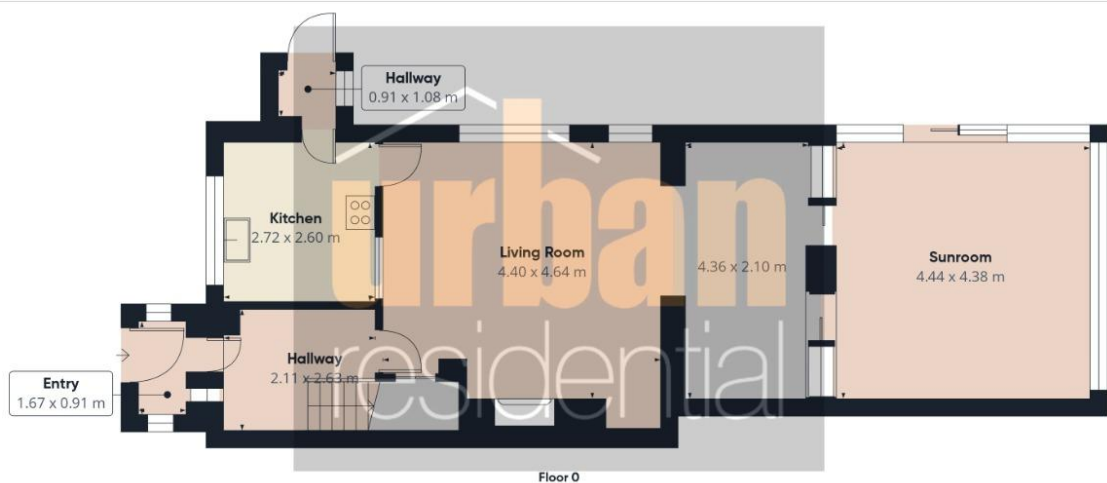 Hallway
0.91 x 1.08 m
Kitchen
2.72 x 2.60 m
urban
residential
Living Room
4.40 x 4.64 m
4.36 x 2.10 m
Sunroom
4.44 x 4.38 m
Hallway
2.11 x 2.63 m
Entry
1.67 x 0.91 m
Floor 0